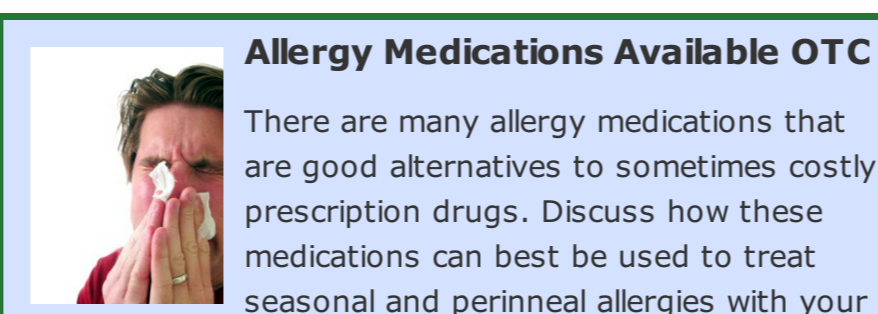 Allergy Medications Available OTC
There are many allergy medications that
are good alternatives to sometimes costly
prescription drugs. Discuss how these
medications can best be used to treat
seasonal and perinneal allergies with your